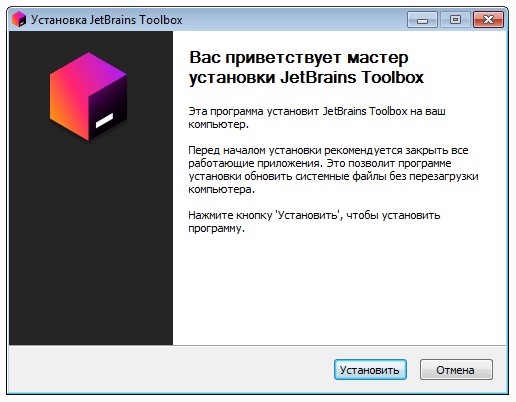 Установка JetBrains Toolbox
Вас приветствует мастер
установки JetBrains Toolbox
Эта программа установит JetBrains Toolbox на ваш
компьютер.
Перед началом установки рекомендуется закрыть все
работающие приложения. Это позволит программе
установки обновить системные файлы без перезагрузки
компьютера.
Нажмите кнопку 'Установить', чтобы установить
программу.
Установить
Отмена